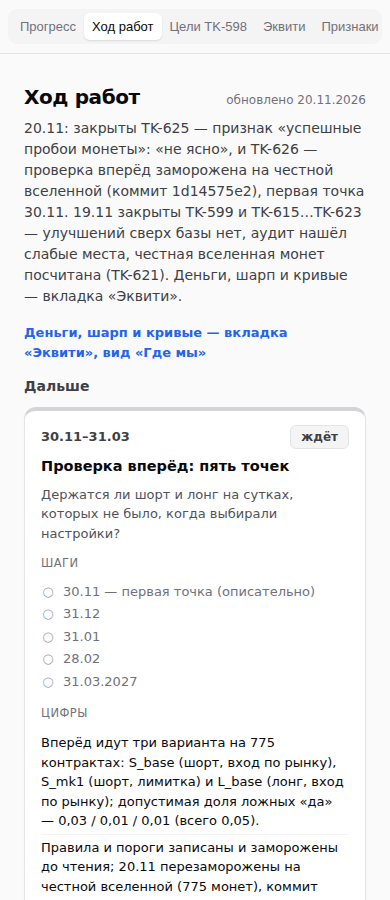 Прогресс Ход работ Цели TK-598 Эквити Признаки
Ход работ
обновлено 20.11.2026
20.11: закрыты TK-625 — признак «успешные
пробои монеты»: «не ясно», и TK-626 —
проверка вперёд заморожена на честной
вселенной (коммит 1d14575e2), первая точка
30.11. 19.11 закрыты TK-599 и TK-615…TK-623
— улучшений сверх базы нет, аудит нашёл
слабые места, честная вселенная монет
посчитана (TK-621). Деньги, шарп и кривые
— вкладка «Эквити».
Деньги, шарп и кривые — вкладка
«Эквити», вид «Где мы»
Дальше
30.11–31.03
ждёт
Проверка вперёд: пять точек
Держатся ли шорт и лонг на сутках,
которых не было, когда выбирали
настройки?
ШАГИ
30.11 — первая точка (описательно)
31.12
31.01
28.02
31.03.2027
ЦИФРЫ
Вперёд идут три варианта на 775
контрактах: S_base (шорт, вход по рынку),
S_mk1 (шорт, лимитка) и L_base (лонг, вход
по рынку); допустимая доля ложных «да»
— 0,03 / 0,01 / 0,01 (всего 0,05).
Правила и пороги записаны и заморожены
до чтения; 20.11 перезаморожены на
честной вселенной (775 монет), коммит